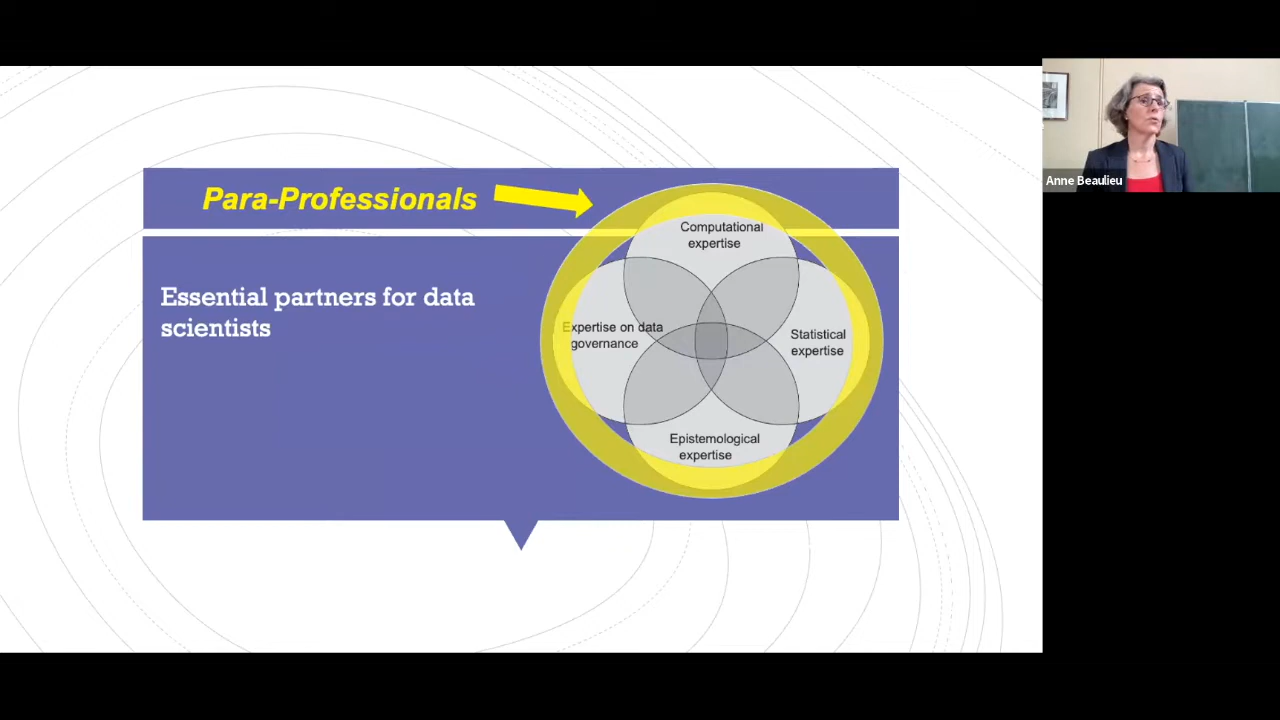 Para-Professionals
Essential partners for data
scientists
Computational
expertise
Expertise on data
governance
Statistical
expertise
Epistemological
expertise
Anne Beaulieu